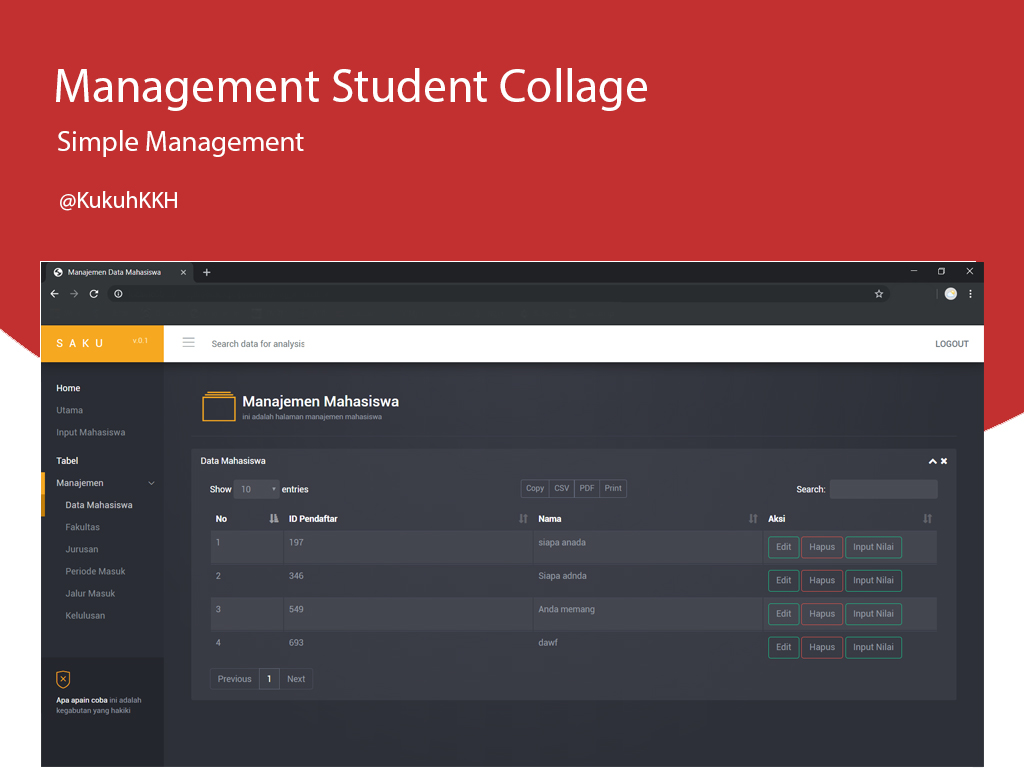 Management Student Collage
Simple Management
@KukuhKKH
Manajemen Data Mahasiswa
SAKU v.0.1
Search data for analysis
LOGOUT
Home
Utama
Input Mahasiswa
Tabel
Manajemen
Data Mahasiswa
Fakultas
Jurusan
Periode Masuk
Jalur Masuk
Kelulusan
Apa apain coba ini adalah
kegabutan yang hakiki
Manajemen Mahasiswa
ini adalah halaman manajemen mahasiswa
Data Mahasiswa
Show 10 entries Copy CSV PDF Print Search:
No ID Pendaftar Nama Aksi
1 197 siapa anada Edit Hapus Input Nilai
2 346 Siapa adnda Edit Hapus Input Nilai
3 549 Anda memang Edit Hapus Input Nilai
4 693 dawf Edit Hapus Input Nilai
Previous 1 Next